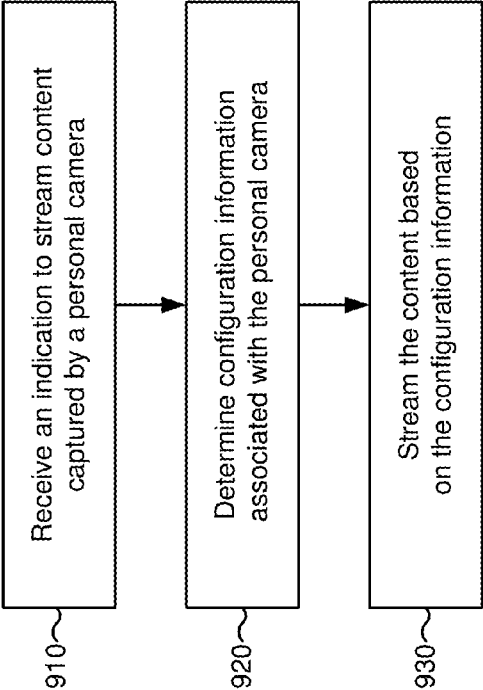 910
Receive an indication to stream content
captured by a personal camera
920
Determine configuration information
associated with the personal camera
930
Stream the content based
on the configuration information